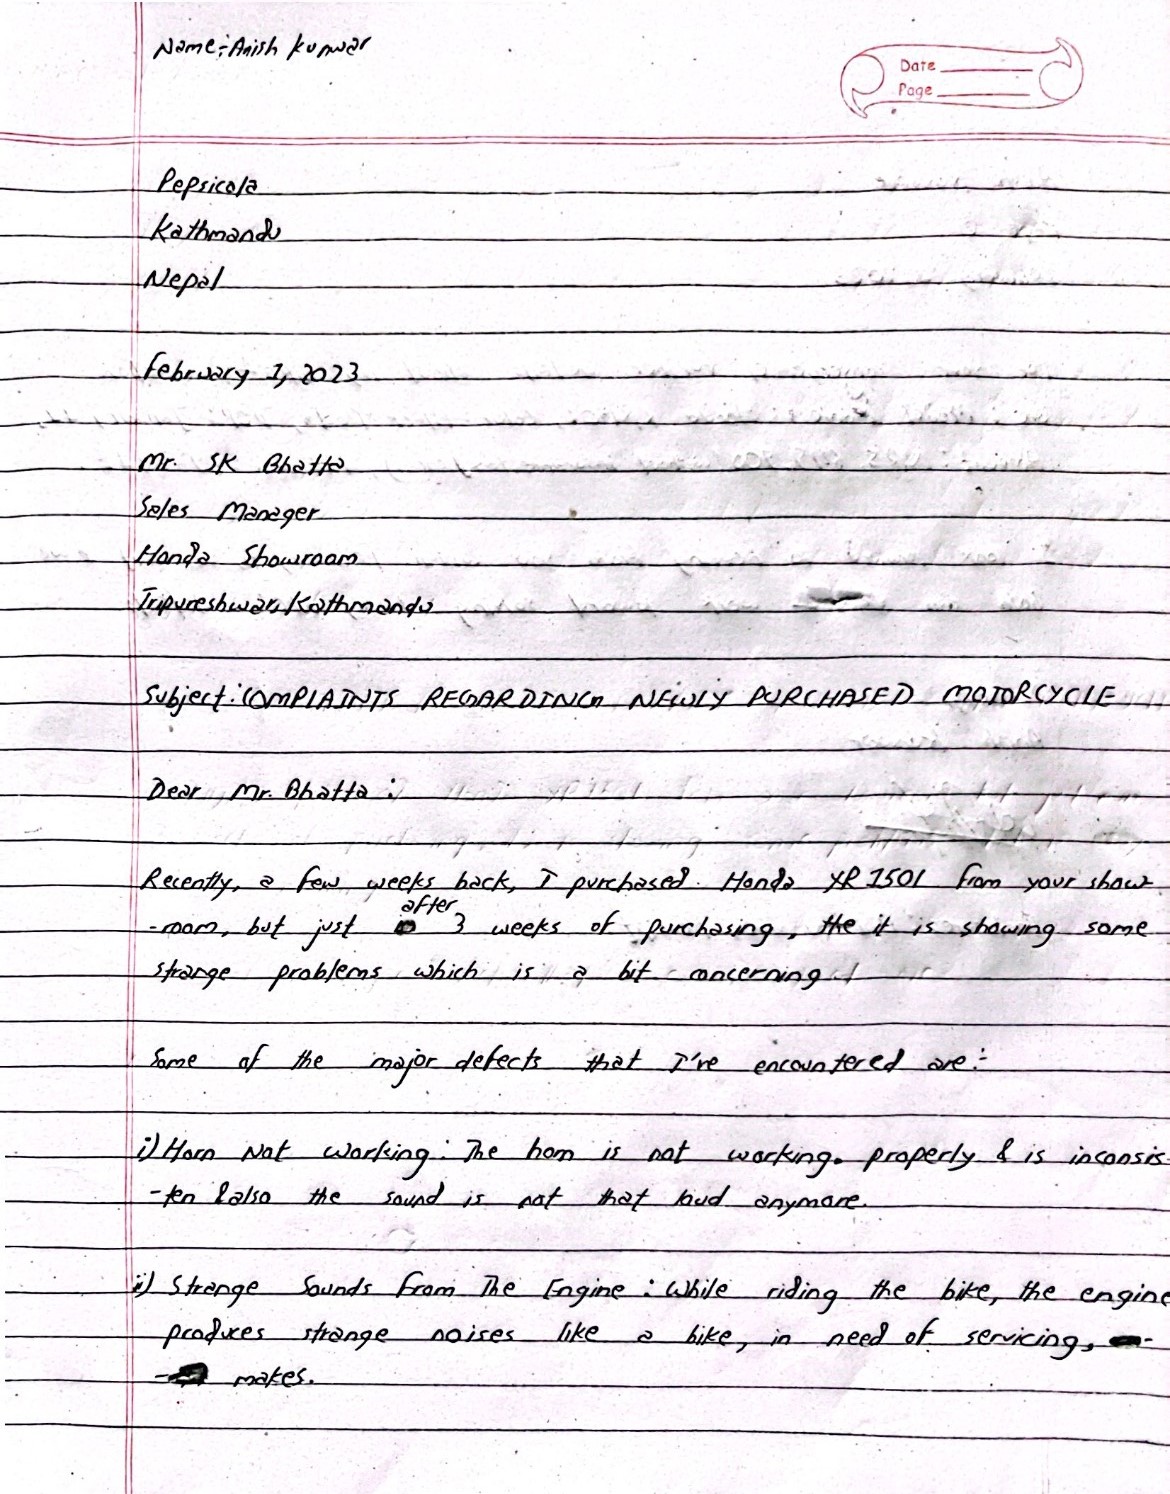 Name:- Anish kunwar
Date
Page
Pepsicola
Kathmandu
Nepal
February 1, 2023
Mr. SK Bhatta
Sales Manager
Honda Showroom
Tripureshwar, Kathmandu
Subject: COMPLAINTS REGARDING NEWLY PURCHASED MOTORCYCLE
Dear Mr. Bhatta :
Recently, a few weeks back, I purchased. Honda XR 150l from your show
after
-room, but just 3 weeks of purchasing, the it is showing some
strange problems which is a bit concerning.
Some of the major defects that I've encountered are:-
i) Horn Not working: The horn is not working. properly & is inconsis-
-ten & also the sound is not that loud anymore.
ii) Strange Sounds From The Engine : While riding the bike, the engine
produces strange noises like a bike, in need of servicing,
makes.